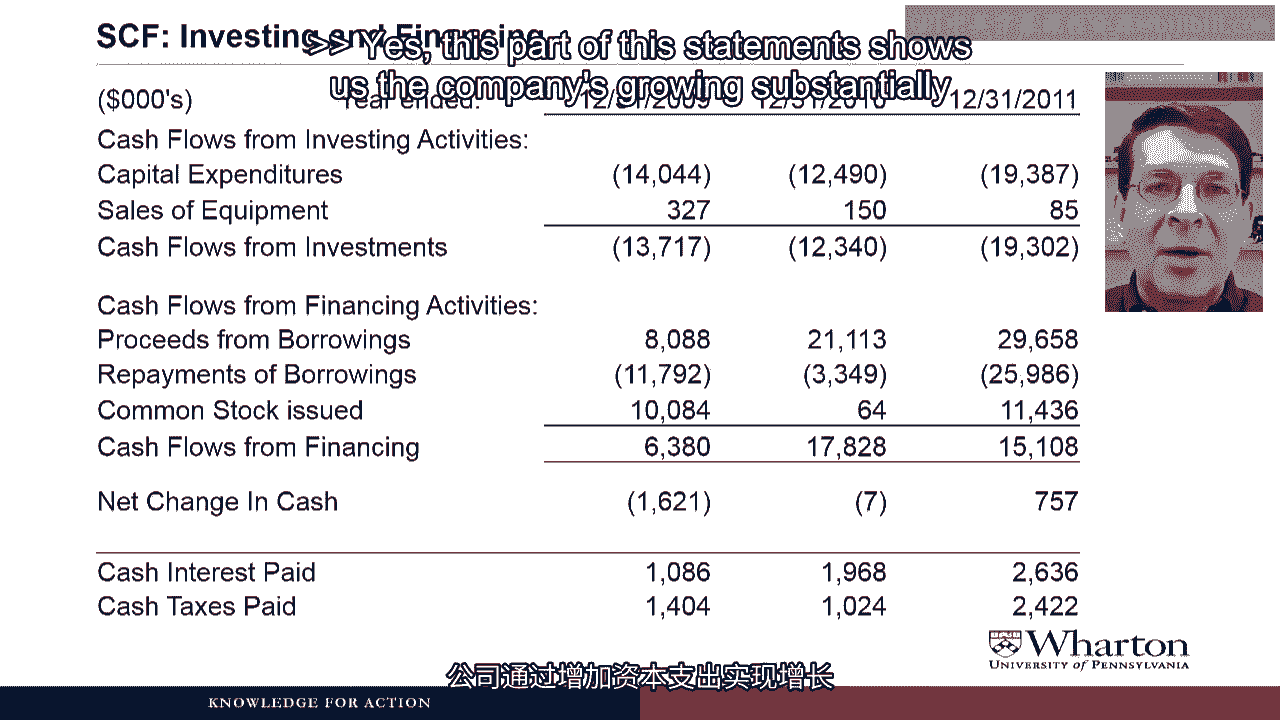 SCF: Investing and Financing
>> Yes, this part of this statements shows
us the company's growing substantially
($000's) Year ended: 12/31/2009 12/31/2010 12/31/2011
Cash Flows from Investing Activities:
Capital Expenditures (14,044) (12,490) (19,387)
Sales of Equipment 327 150 85
Cash Flows from Investments (13,717) (12,340) (19,302)
Cash Flows from Financing Activities:
Proceeds from Borrowings 8,088 21,113 29,658
Repayments of Borrowings (11,792) (3,349) (25,986)
Common Stock issued 10,084 64 11,436
Cash Flows from Financing 6,380 17,828 15,108
Net Change In Cash (1,621) (7) 757
Cash Interest Paid 1,086 1,968 2,636
Cash Taxes Paid 1,404 1,024 2,422
Wharton
UNIVERSITY of PENNSYLVANIA
公司通过增加资本支出实现增长
KNOWLEDGE FOR ACTION